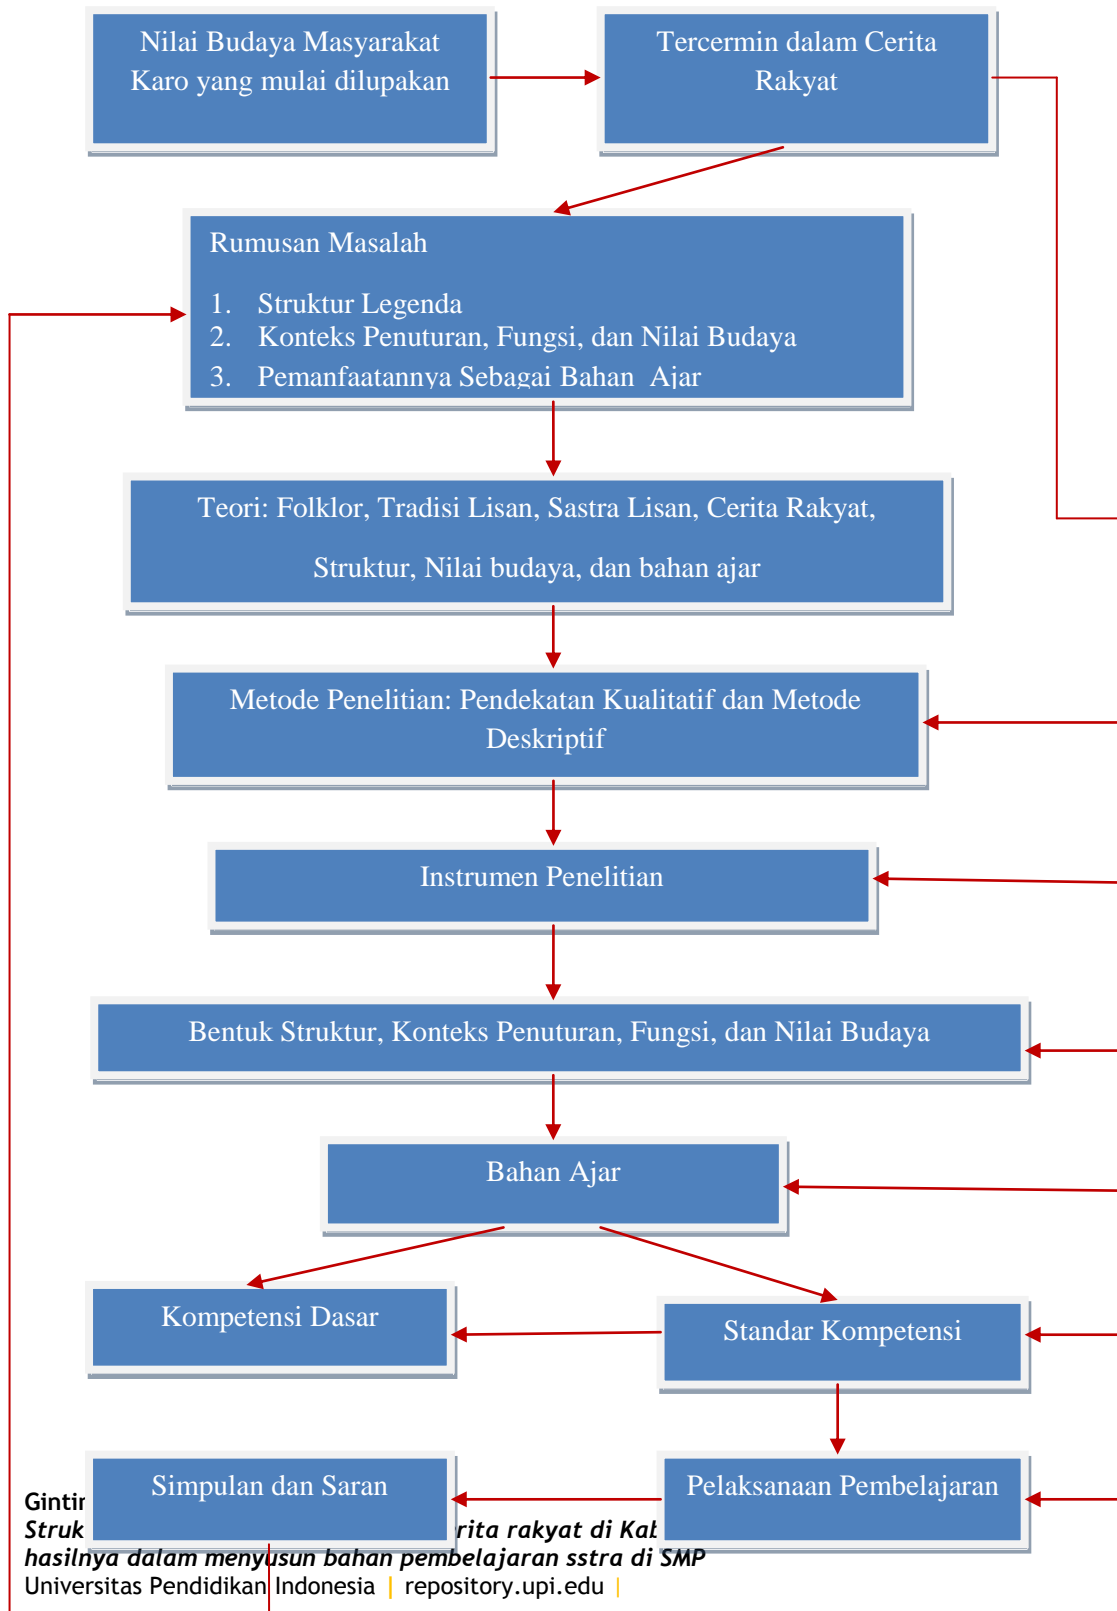 Nilai Budaya Masyarakat
Karo yang mulai dilupakan
Tercermin dalam Cerita
Rakyat
Rumusan Masalah
1. Struktur Legenda
2. Konteks Penuturan, Fungsi, dan Nilai Budaya
3. Pemanfaatannya Sebagai Bahan Ajar
Teori: Folklor, Tradisi Lisan, Sastra Lisan, Cerita Rakyat,
Struktur, Nilai budaya, dan bahan ajar
Metode Penelitian: Pendekatan Kualitatif dan Metode
Deskriptif
Instrumen Penelitian
Bentuk Struktur, Konteks Penuturan, Fungsi, dan Nilai Budaya
Bahan Ajar
Kompetensi Dasar
Standar Kompetensi
Simpulan dan Saran
Pelaksanaan Pembelajaran
rakyat di
hasilnya dalam menyusun bahan pembelajaran sstra di SMP
Universitas Pendidikan Indonesia | repository.upi.edu |